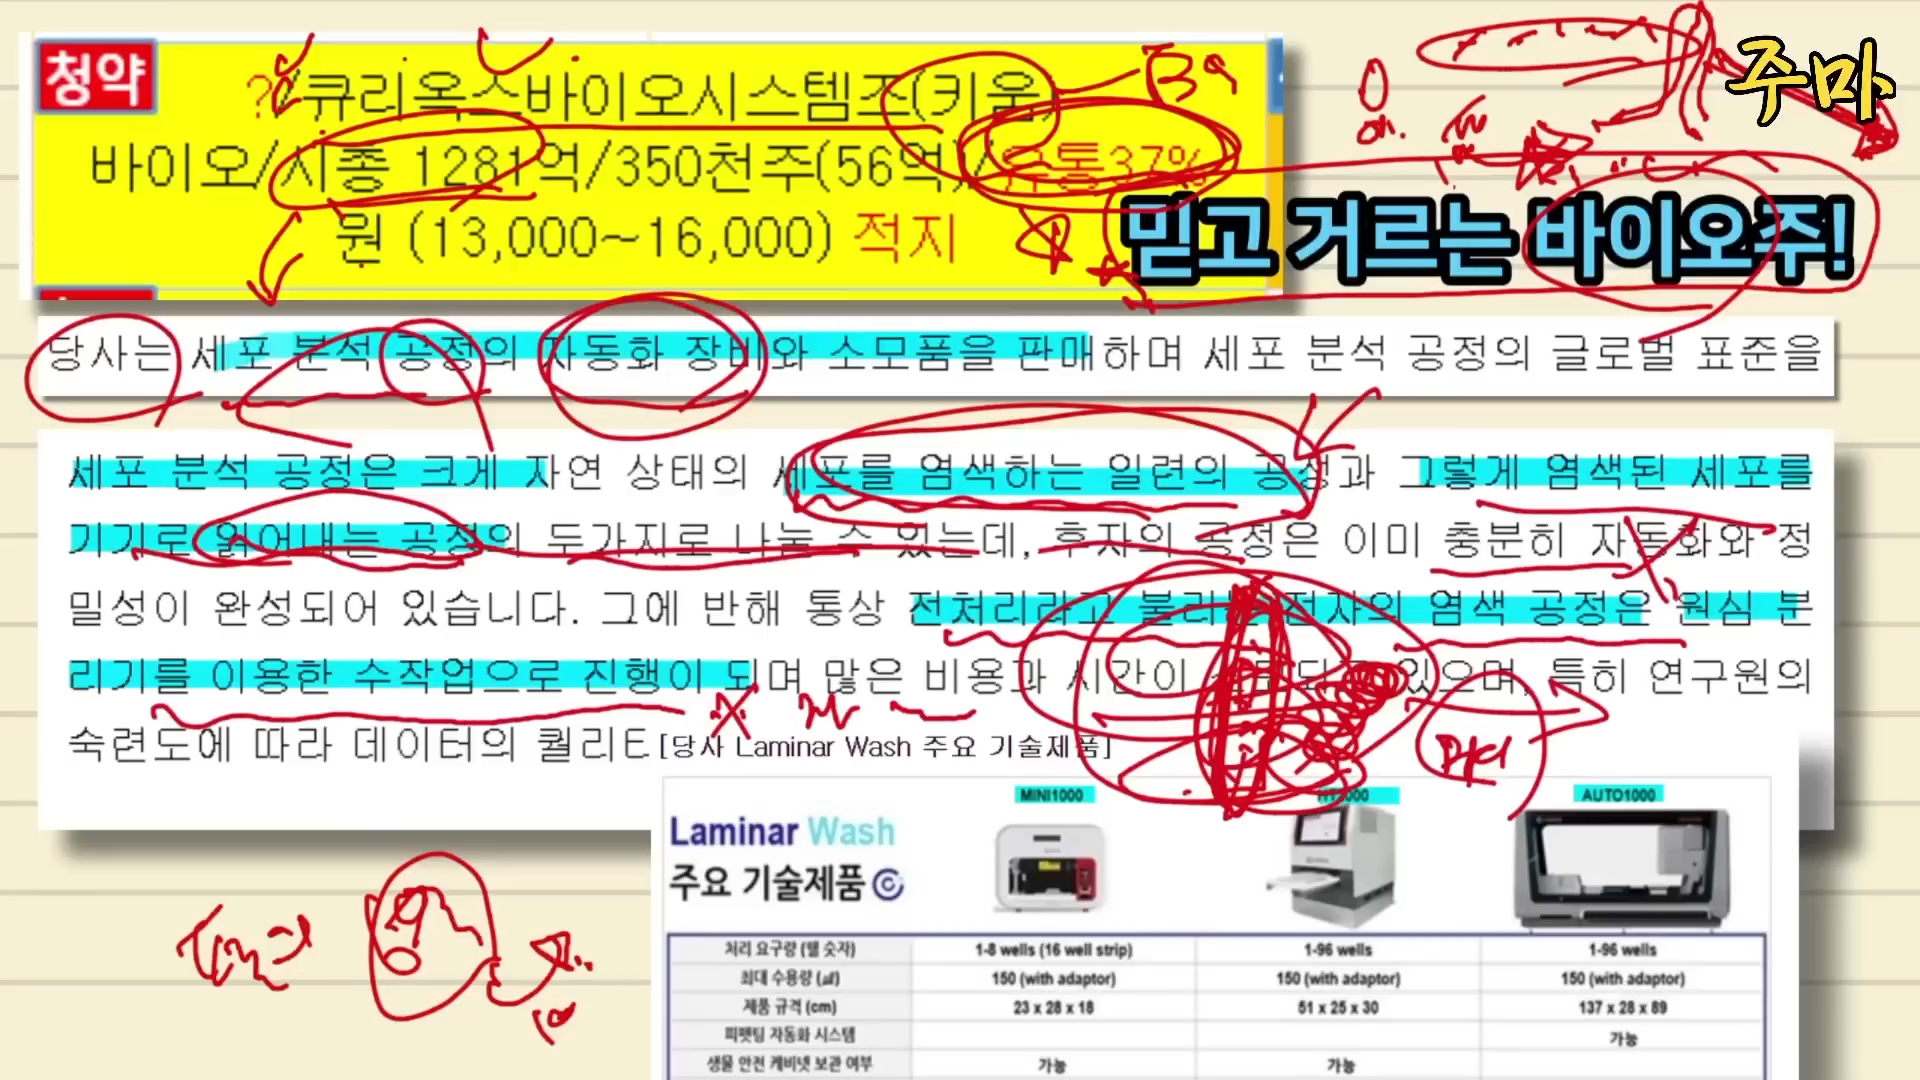 청약
?/큐리옥스바이오시스템즈(키움)
주마
바이오/시총 1281억/350천주(56억)/유통37%
원 (13,000~16,000) 적지
믿고 거르는 바이오주!
당사는 세포 분석 공정의 자동화 장비와 소모품을 판매하며 세포 분석 공정의 글로벌 표준을
세포 분석 공정은 크게 자연 상태의 세포를 염색하는 일련의 공정과 그렇게 염색된 세포를
기기로 읽어내는 공정의 두가지로 나눌 수 있는데, 후자의 공정은 이미 충분히 자동화와 정
밀성이 완성되어 있습니다. 그에 반해 통상 전처리라고 불리는 전자의 염색 공정은 원심 분
리기를 이용한 수작업으로 진행이 되며 많은 비용과 시간이 있으며, 특히 연구원의
숙련도에 따라 데이터의 퀄리티
[당사 Laminar Wash 주요 기술제품]
MINI1000 HT2000 AUTO1000
Laminar Wash
주요 기술제품
처리 요구량 (웰 숫자) 1-8 wells (16 well strip) 1-96 wells 1-96 wells
최대 수용량 (㎕) 150 (with adaptor) 150 (with adaptor) 150 (with adaptor)
제품 규격 (cm) 23 x 28 x 18 51 x 25 x 30 137 x 28 x 89
피펫팅 자동화 시스템 가능
생물 안전 케비넷 보관 여부 가능 가능